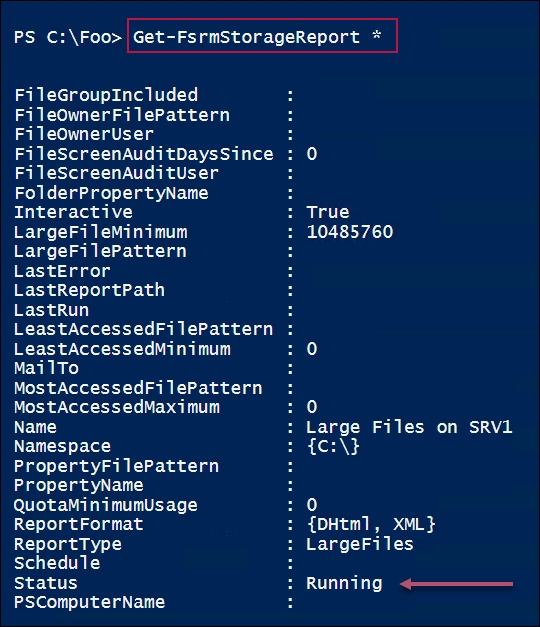 PS C:\Foo> Get-FsrmStorageReport *
FileGroupIncluded :
FileOwnerFilePattern :
FileOwnerUser :
FileScreenAuditDaysSince : 0
FileScreenAuditUser :
FolderPropertyName :
Interactive : True
LargeFileMinimum : 10485760
LargeFilePattern :
LastError :
LastReportPath :
LastRun :
LeastAccessedFilePattern :
LeastAccessedMinimum : 0
MailTo :
MostAccessedFilePattern :
MostAccessedMaximum : 0
Name : Large Files on SRV1
Namespace : {C:\}
PropertyFilePattern :
PropertyName :
QuotaMinimumUsage : 0
ReportFormat : {DHtml, XML}
ReportType : LargeFiles
Schedule :
Status : Running
PSComputerName :